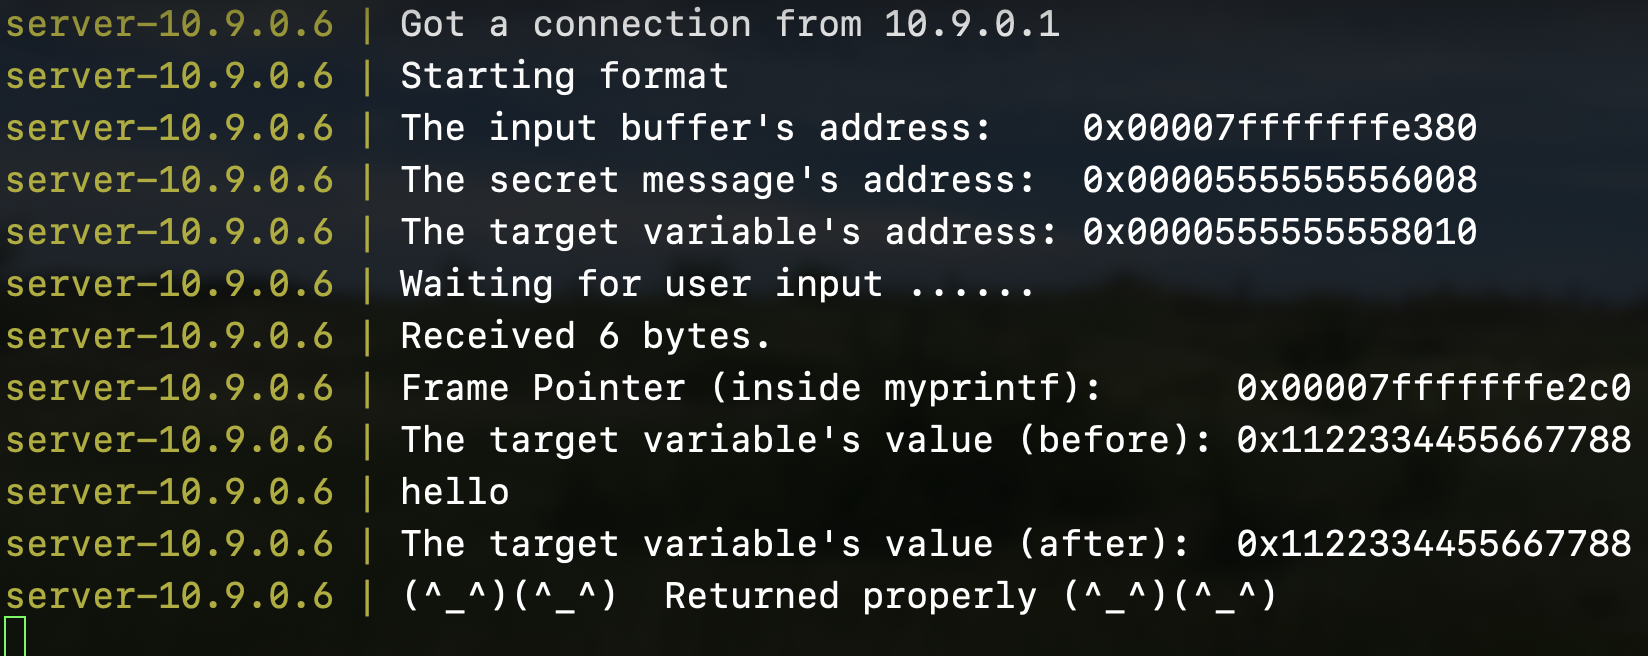 server-10.9.0.6 | Got a connection from 10.9.0.1
server-10.9.0.6 | Starting format
server-10.9.0.6 | The input buffer's address:    0x00007fffffffe380
server-10.9.0.6 | The secret message's address:  0x0000555555556008
server-10.9.0.6 | The target variable's address: 0x0000555555558010
server-10.9.0.6 | Waiting for user input ......
server-10.9.0.6 | Received 6 bytes.
server-10.9.0.6 | Frame Pointer (inside myprintf):      0x00007fffffffe2c0
server-10.9.0.6 | The target variable's value (before): 0x1122334455667788
server-10.9.0.6 | hello
server-10.9.0.6 | The target variable's value (after):  0x1122334455667788
server-10.9.0.6 | (^_^)(^_^)  Returned properly (^_^)(^_^)